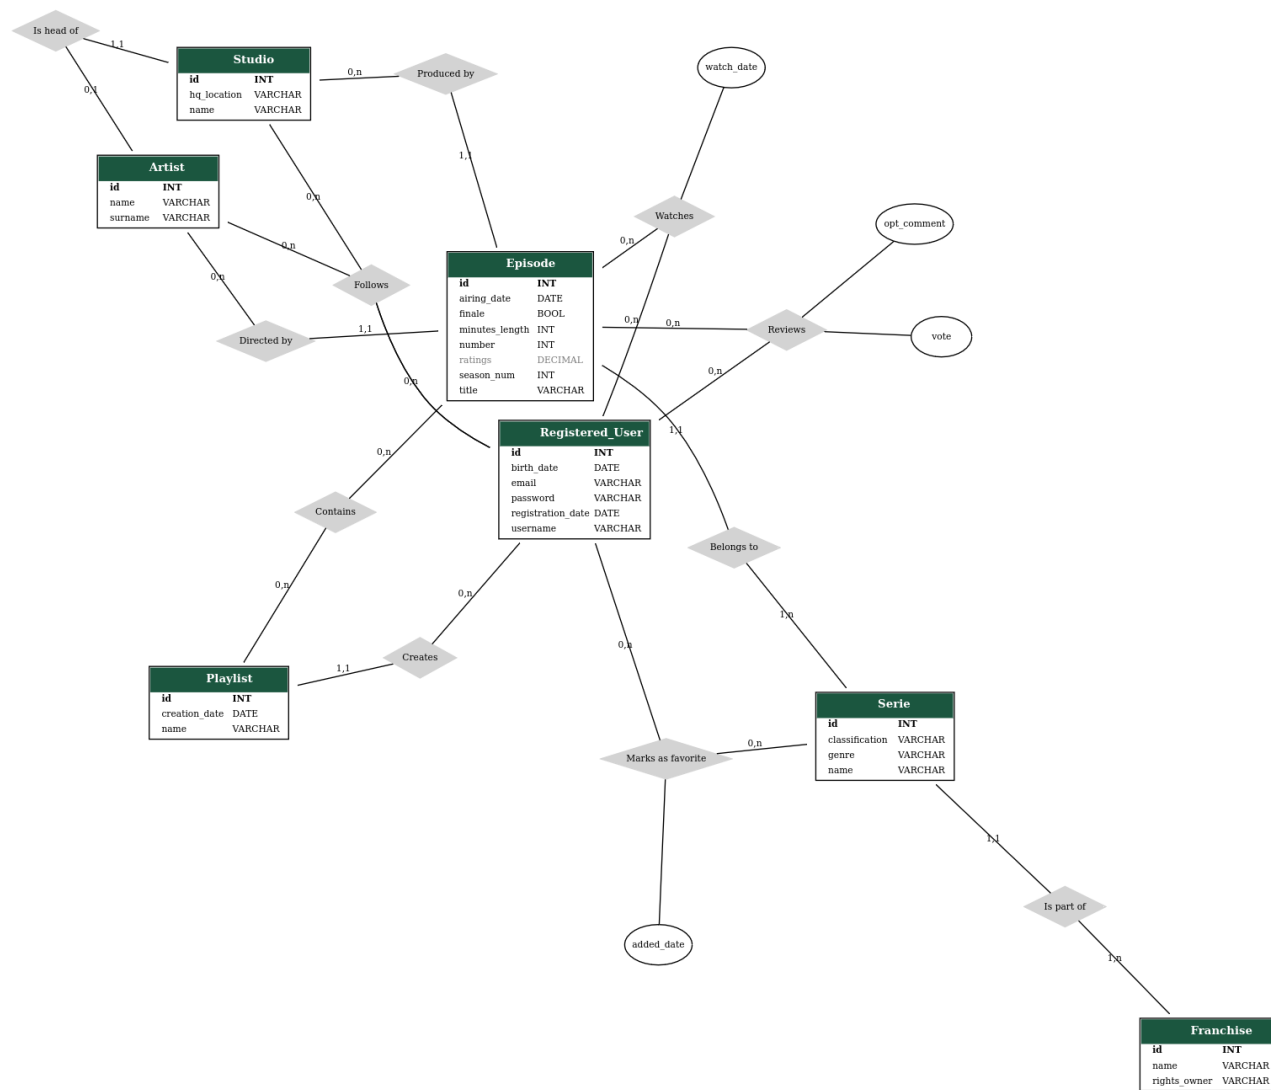 Is head of
1,1
0,1
Studio
id INT
hq_location VARCHAR
name VARCHAR
0,n
Produced by
1,1
watch_date
Artist
id INT
name VARCHAR
surname VARCHAR
0,n
0,n
0,n
Follows
Directed by
1,1
0,n
Watches
0,n
opt_comment
Episode
id INT
airing_date DATE
finale BOOL
minutes_length INT
number INT
ratings DECIMAL
season_num INT
title VARCHAR
0,n
0,n
Reviews
vote
0,n
1,1
Registered_User
id INT
birth_date DATE
email VARCHAR
password VARCHAR
registration_date DATE
username VARCHAR
0,n
Contains
0,n
Belongs to
1,n
0,n
Creates
1,1
Playlist
id INT
creation_date DATE
name VARCHAR
0,n
Marks as favorite
0,n
Serie
id INT
classification VARCHAR
genre VARCHAR
name VARCHAR
added_date
1,1
Is part of
1,n
Franchise
id INT
name VARCHAR
rights_owner VARCHAR